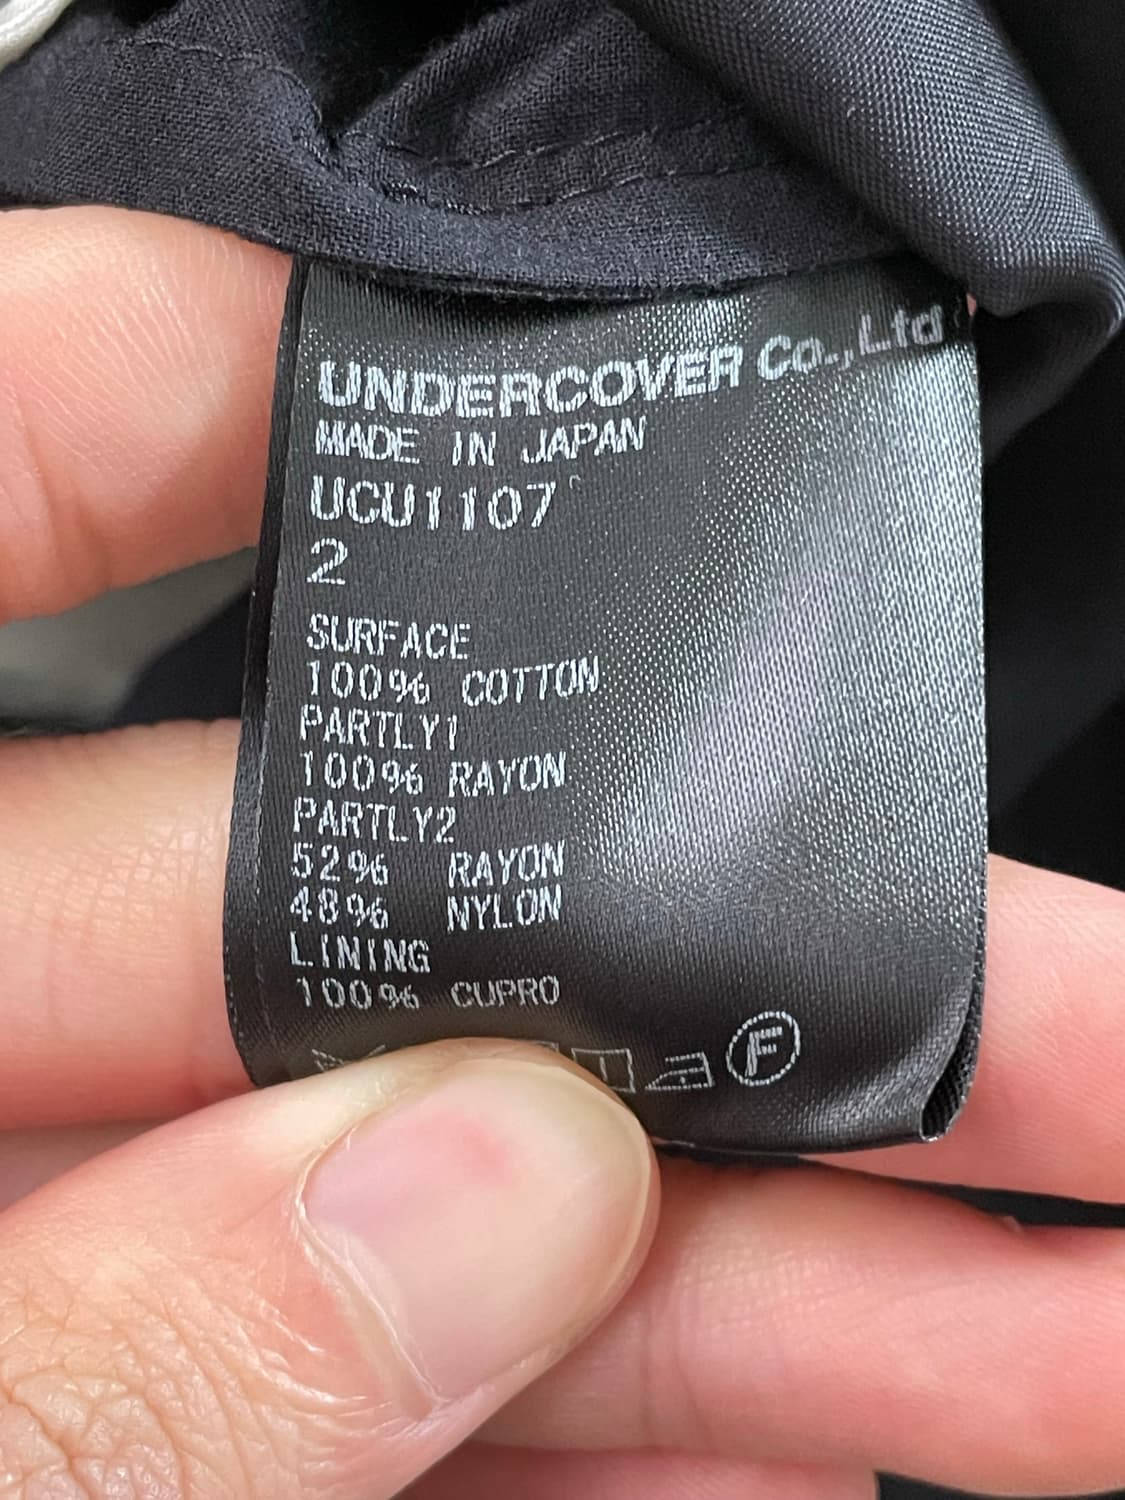 UNDERCOVER Co.,Ltd
MADE IN JAPAN
UCU1107
2
SURFACE
100% COTTON
PARTLY1
100% RAYON
PARTLY2
52% RAYON
48% NYLON
LINING
100% CUPRO
F